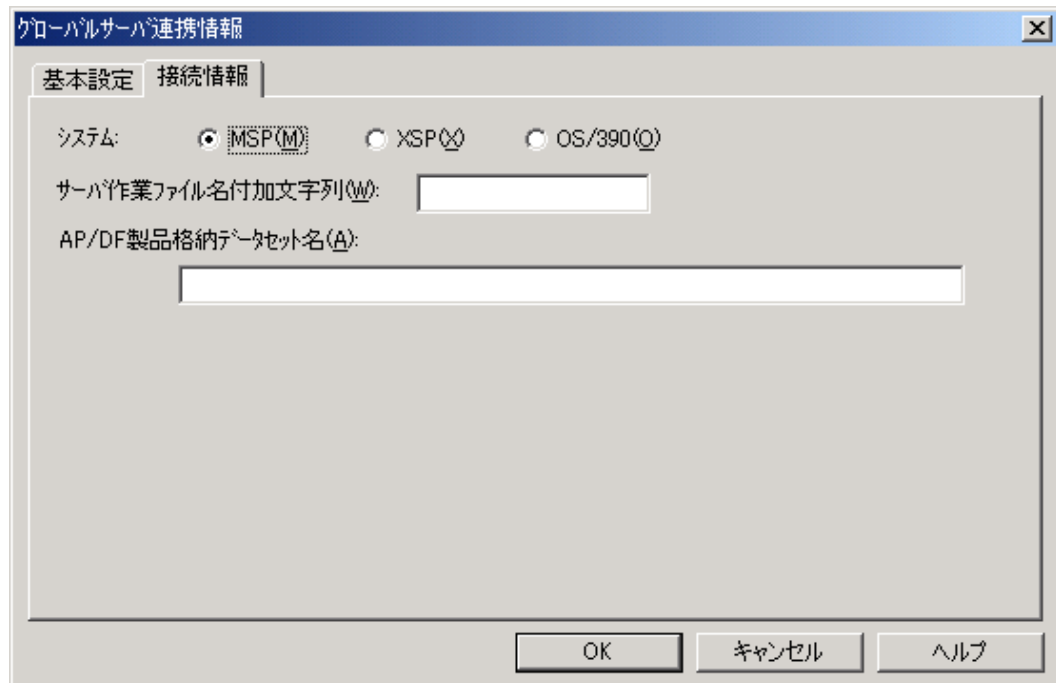 グローバルサーバ連携情報
基本設定 接続情報
システム: MSP(M) XSP(X) OS/390(O)
サーバ作業ファイル名付加文字列(W):
AP/DF製品格納データセット名(A):
OK キャンセル ヘルプ